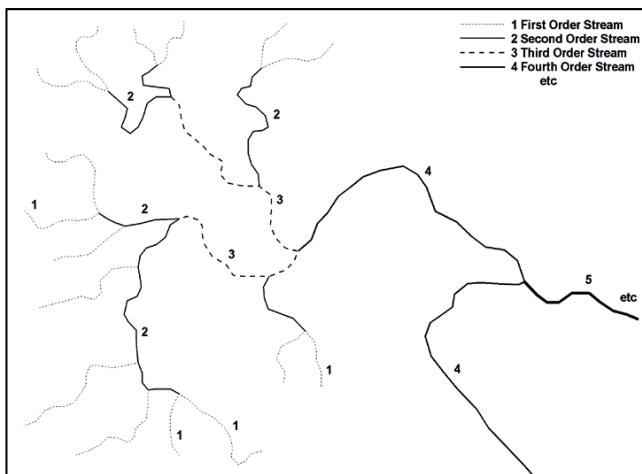 1 First Order Stream
2 Second Order Stream
3 Third Order Stream
4 Fourth Order Stream
etc
2
2
4
3
1
2
3
5
etc
2
4
1
1
1